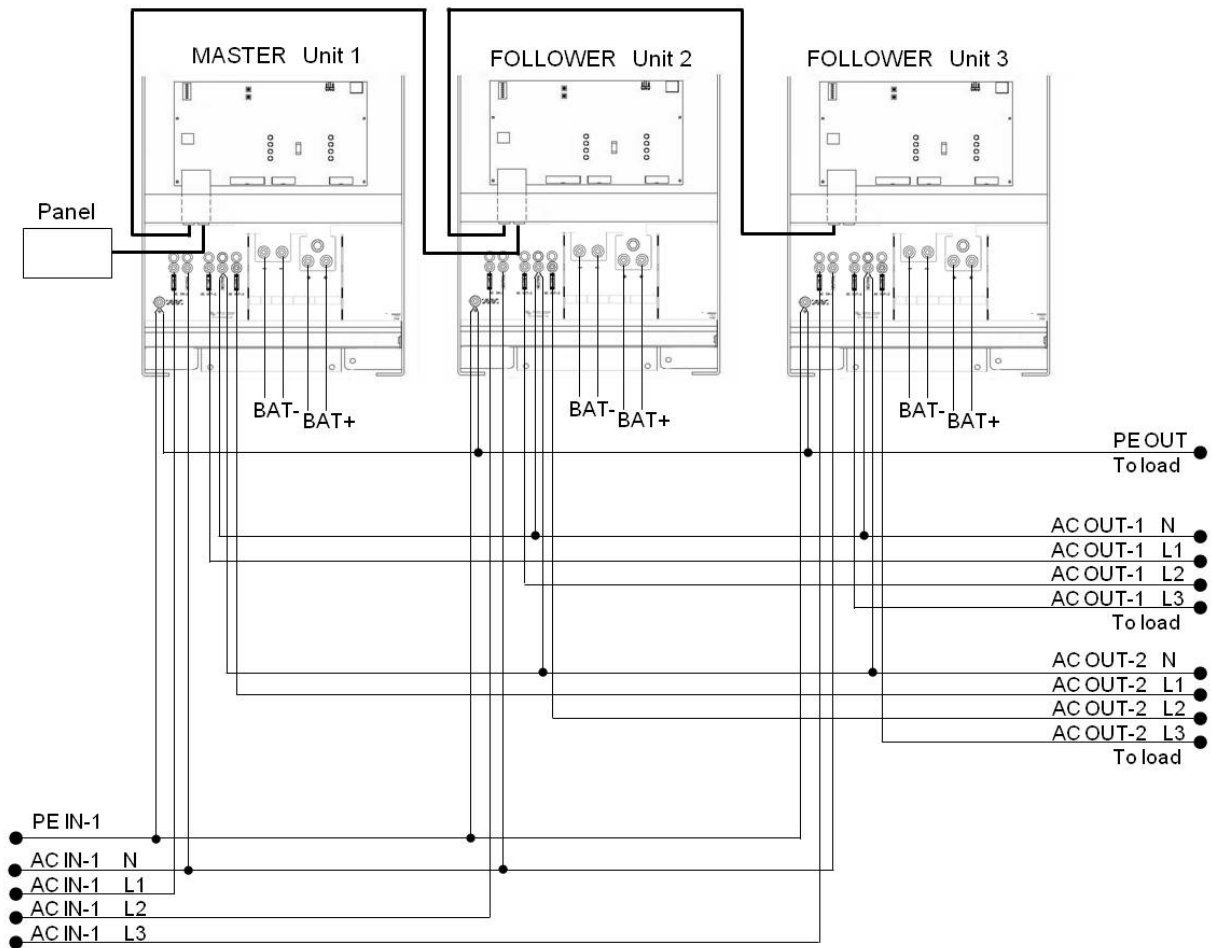 MASTER Unit 1
FOLLOWER Unit 2
FOLLOWER Unit 3
Panel
BAT-
BAT+
BAT-
BAT+
BAT-
BAT+
PE OUT
To load
AC OUT-1 N
AC OUT-1 L1
AC OUT-1 L2
AC OUT-1 L3
To load
AC OUT-2 N
AC OUT-2 L1
AC OUT-2 L2
AC OUT-2 L3
To load
PE IN-1
AC IN-1 N
AC IN-1 L1
AC IN-1 L2
AC IN-1 L3